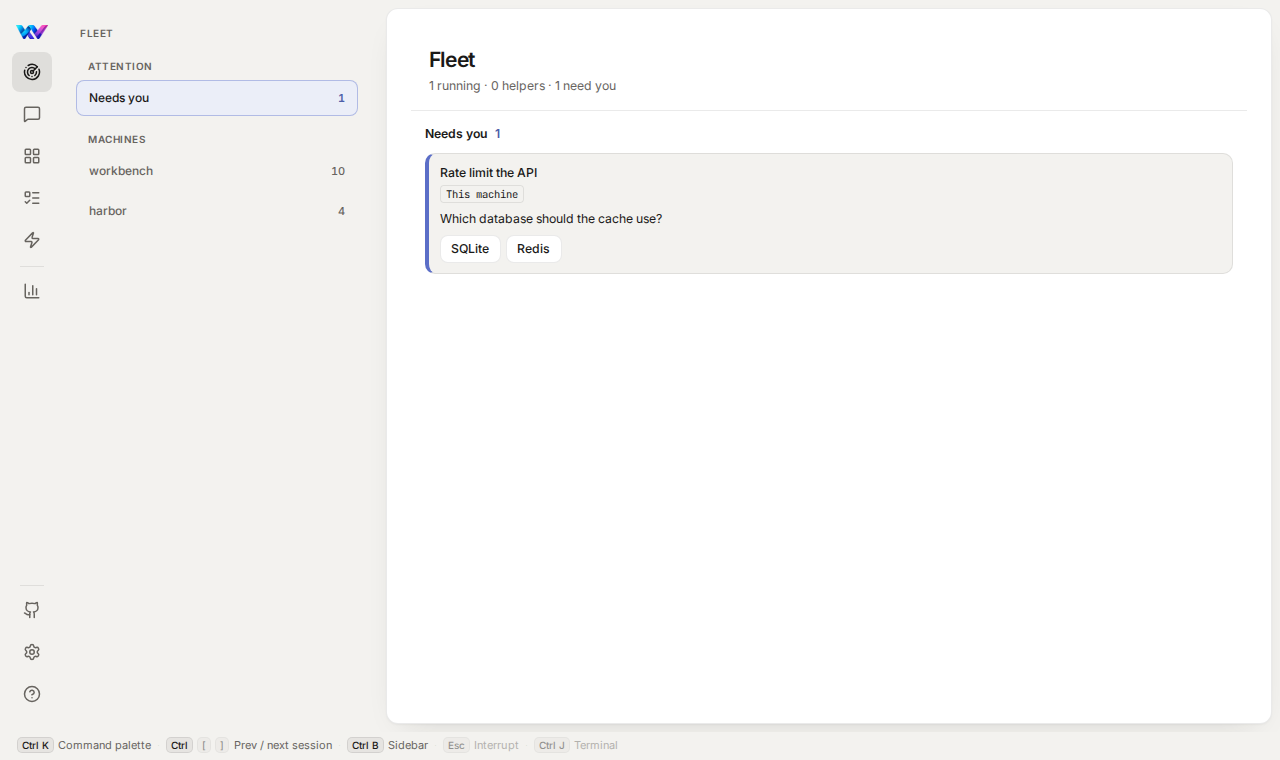 FLEET
ATTENTION
Needs you 1
MACHINES
workbench 10
harbor 4
Fleet
1 running · 0 helpers · 1 need you
Needs you 1
Rate limit the API
This machine
Which database should the cache use?
SQLite Redis
Ctrl K Command palette Ctrl [ ] Prev / next session Ctrl B Sidebar Esc Interrupt Ctrl J Terminal